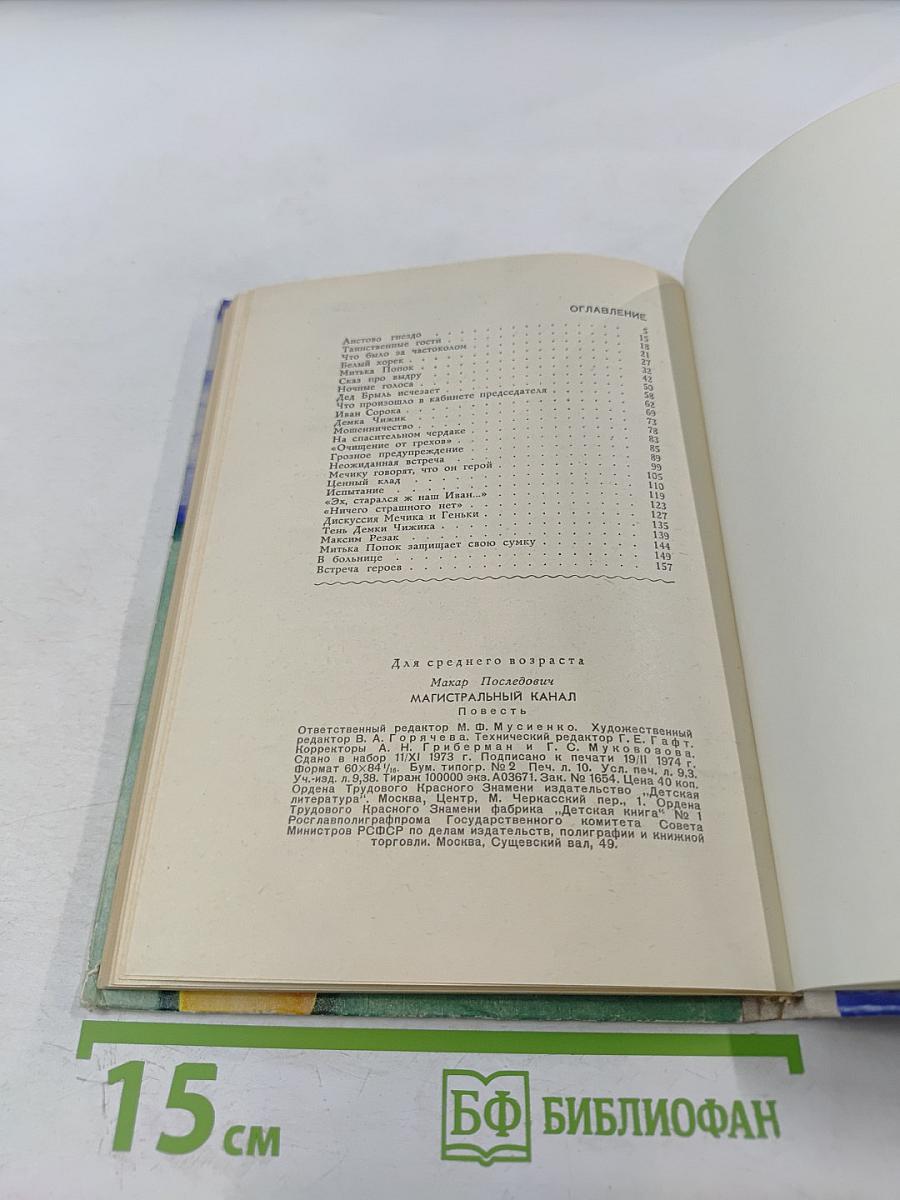 ОГЛАВЛЕНИЕ
Аистово гнездо . . . . . 5
Таинственные гости . . . . . 15
Что было за частоколом . . . . . 18
Белый хорек . . . . . 21
Митька Попок . . . . . 27
Сказ про выдру . . . . . 32
Ночные голоса . . . . . 42
Дед Брыль исчезает . . . . . 50
Что произошло в кабинете председателя . . . . . 58
Иван Сорока . . . . . 62
Демка Чижик . . . . . 69
Мошенничество . . . . . 73
На спасительном чердаке . . . . . 78
«Очищение от грехов» . . . . . 83
Грозное предупреждение . . . . . 85
Неожиданная встреча . . . . . 89
Мечику говорят, что он герой . . . . . 99
Ценный клад . . . . . 105
Испытание . . . . . 110
«Эх, старался ж наш Иван...» . . . . . 119
«Ничего страшного нет» . . . . . 123
Дискуссия Мечика и Геньки . . . . . 127
Тень Демки Чижика . . . . . 135
Максим Резак . . . . . 139
Митька Попок защищает свою сумку . . . . . 144
В больнице . . . . . 149
Встреча героев . . . . . 157
Для среднего возраста
Макар Последович
МАГИСТРАЛЬНЫЙ КАНАЛ
Повесть
Ответственный редактор М. Ф. Мусиенко. Художественный
редактор В. А. Горячева. Технический редактор Г. Е. Гафт.
Корректоры А. Н. Гриберман и Г. С. Муковозова.
Сдано в набор 11/XI 1973 г. Подписано к печати 19/II 1974 г.
Формат 60×84 1/16. Бум. типогр. № 2 Печ. л. 10. Усл. печ. л. 9,3.
Уч.-изд. л. 9,38. Тираж 100000 экз. А03671. Зак. № 1654. Цена 40 коп.
Ордена Трудового Красного Знамени издательство „Детская
литература". Москва, Центр, М. Черкасский пер., 1. Ордена
Трудового Красного Знамени фабрика „Детская книга" № 1
Росглавполиграфпрома Государственного комитета Совета
Министров РСФСР по делам издательств, полиграфии и книжной
торговли. Москва, Сущевский вал, 49.
15 см
БФ БИБЛИОФАН